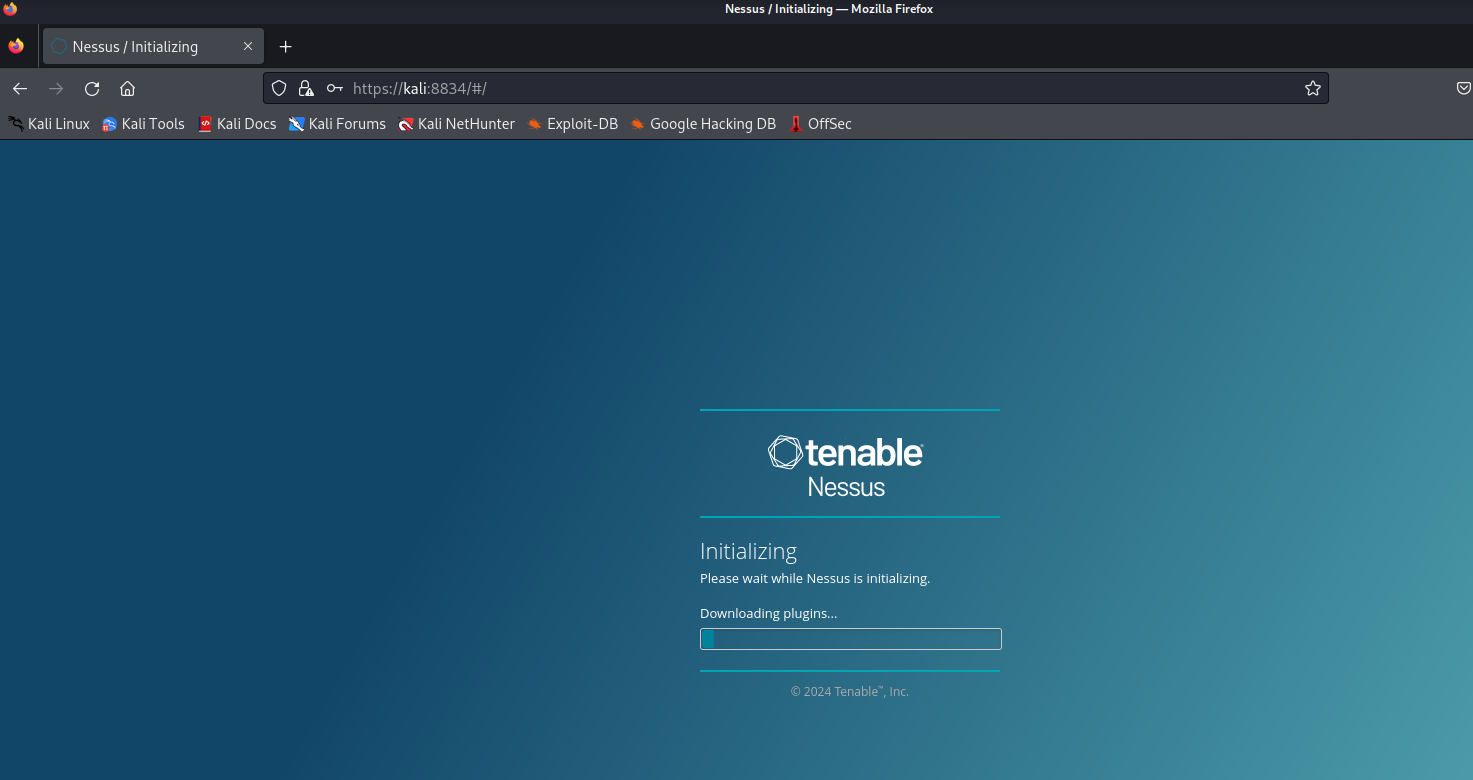 Nessus / Initializing — Mozilla Firefox
Nessus / Initializing
https://kali:8834/#/
Kali Linux Kali Tools Kali Docs Kali Forums Kali NetHunter Exploit-DB Google Hacking DB OffSec
tenable
Nessus
Initializing
Please wait while Nessus is initializing.
Downloading plugins...
© 2024 Tenable™, Inc.